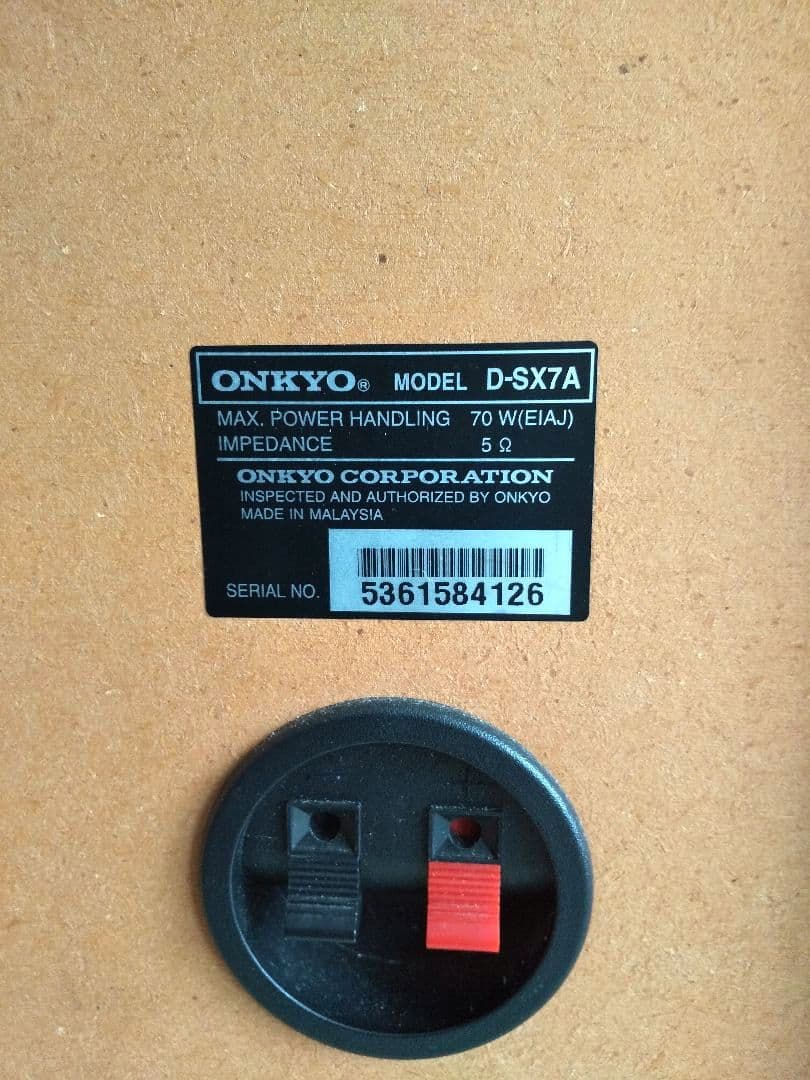 ONKYO® MODEL D-SX7A
MAX. POWER HANDLING 70 W(EIAJ)
IMPEDANCE 5 Ω
ONKYO CORPORATION
INSPECTED AND AUTHORIZED BY ONKYO
MADE IN MALAYSIA
SERIAL NO. 5361584126